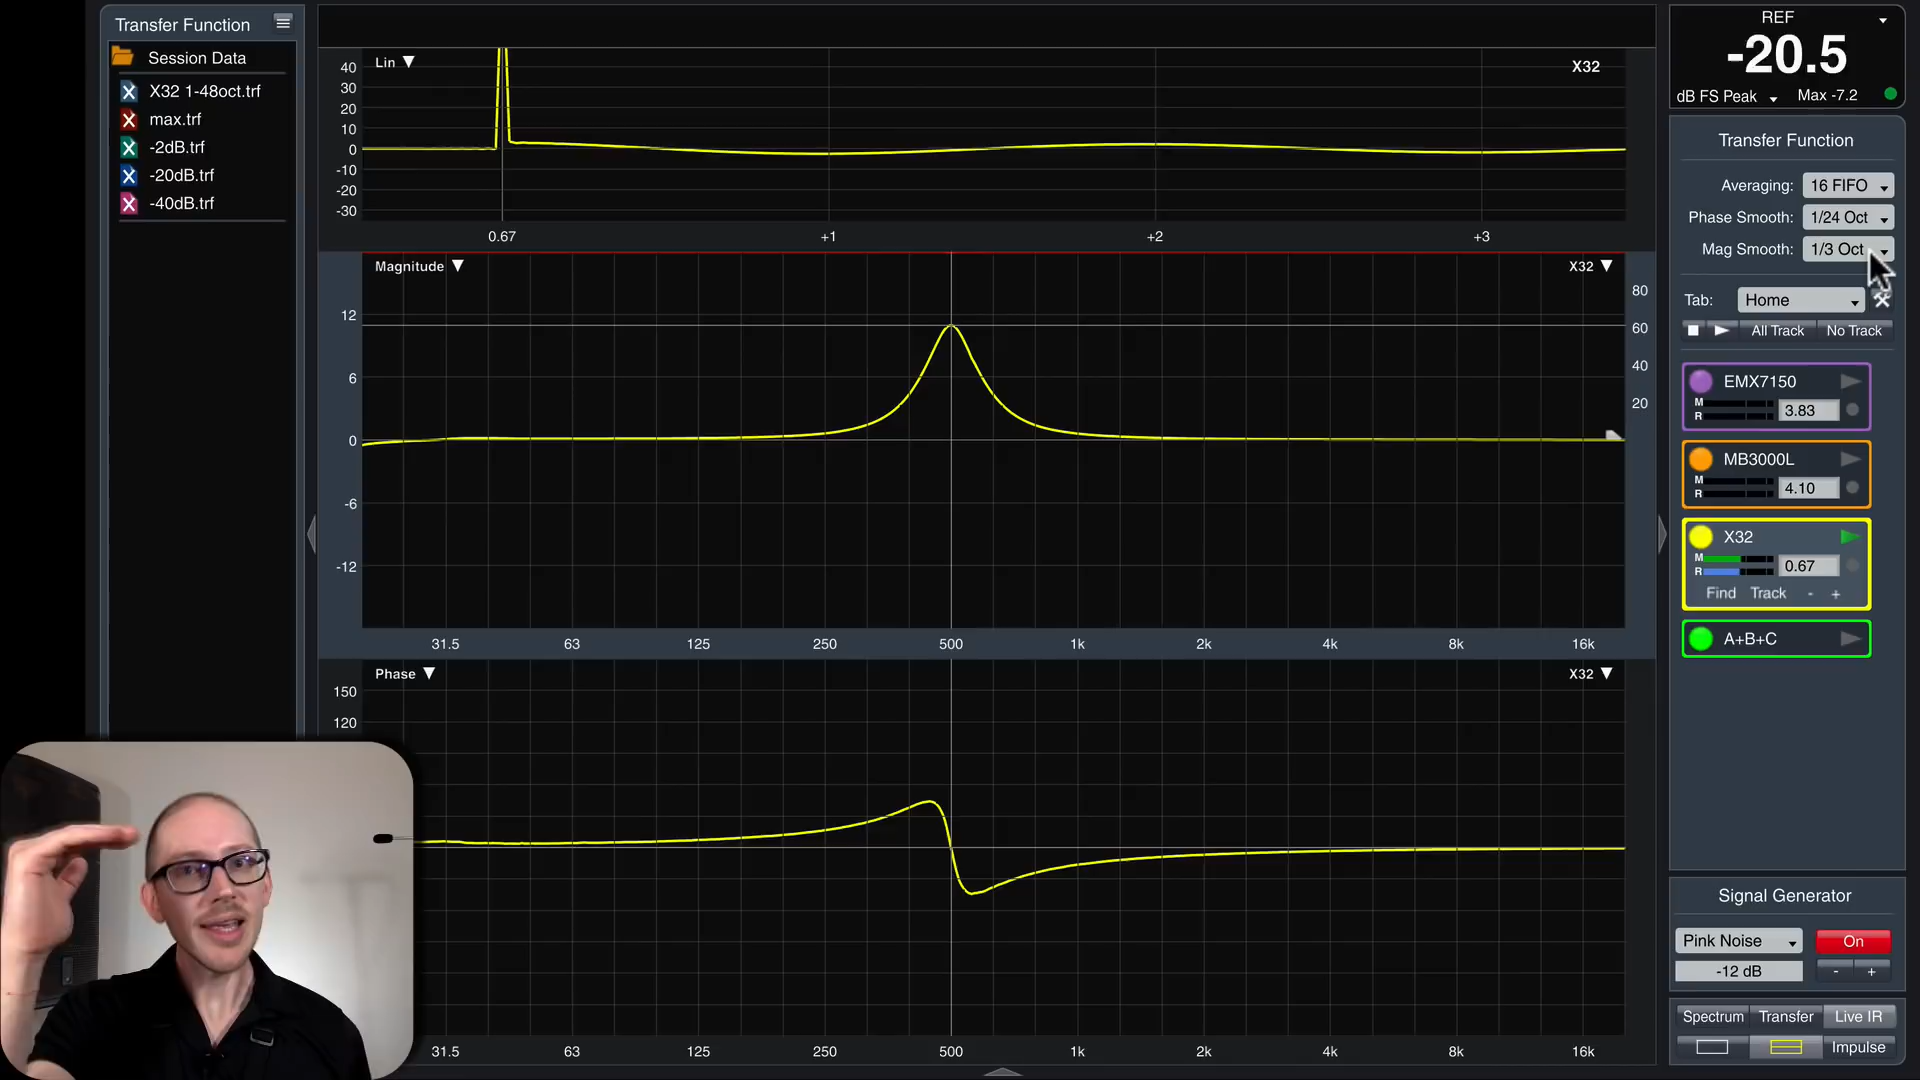 Transfer Function
Session Data
X32 1-48oct.trf
max.trf
-2dB.trf
-20dB.trf
-40dB.trf
Lin ▼
X32
40
30
20
10
0
-10
-20
-30
0.67
+1
+2
+3
Magnitude ▼
X32 ▼
12
6
0
-6
-12
80
60
40
20
31.5 63 125 250 500 1k 2k 4k 8k 16k
Phase ▼
X32 ▼
150
120
31.5 63 125 250 500 1k 2k 4k 8k 16k
REF
-20.5
dB FS Peak
Max -7.2
Transfer Function
Averaging: 16 FIFO
Phase Smooth: 1/24 Oct
Mag Smooth: 1/3 Oct
Tab: Home
All Track
No Track
EMX7150
M
R
3.83
MB3000L
M
R
4.10
X32
M
R
0.67
Find Track - +
A+B+C
Signal Generator
Pink Noise
On
-12 dB
- +
Spectrum
Transfer
Live IR
Impulse